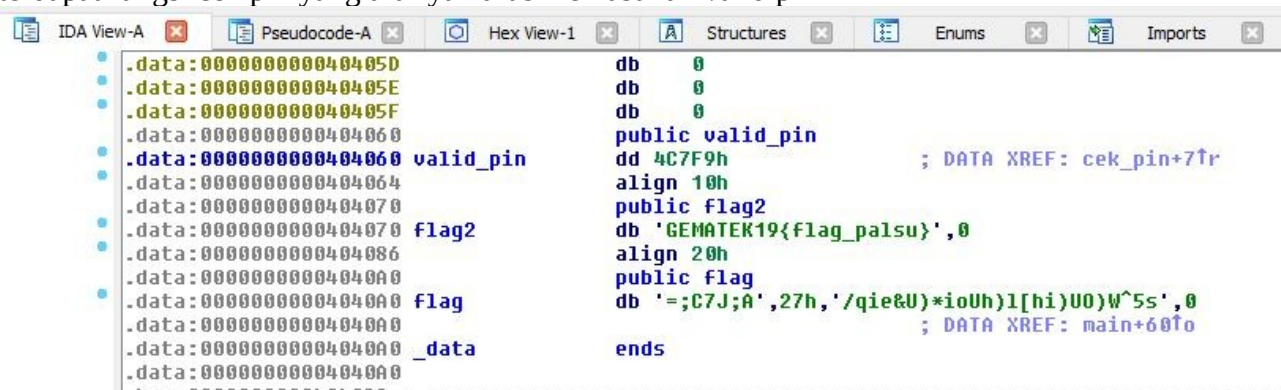 IDA View-A Pseudocode-A Hex View-1 Structures Enums Imports
.data:000000000040405D db 0
.data:000000000040405E db 0
.data:000000000040405F db 0
.data:0000000000404060 public valid_pin
.data:0000000000404060 valid_pin dd 4C7F9h ; DATA XREF: cek_pin+7↑r
.data:0000000000404064 align 10h
.data:0000000000404070 public flag2
.data:0000000000404070 flag2 db 'GEMATEK19{flag_palsu}',0
.data:0000000000404086 align 20h
.data:00000000004040A0 public flag
.data:00000000004040A0 flag db '=;C7J;A',27h,'/qie&U)*ioUh)l[hi)UO)W^5s',0
.data:00000000004040A0 ; DATA XREF: main+60↑o
.data:00000000004040A0 _data ends
.data:00000000004040A0